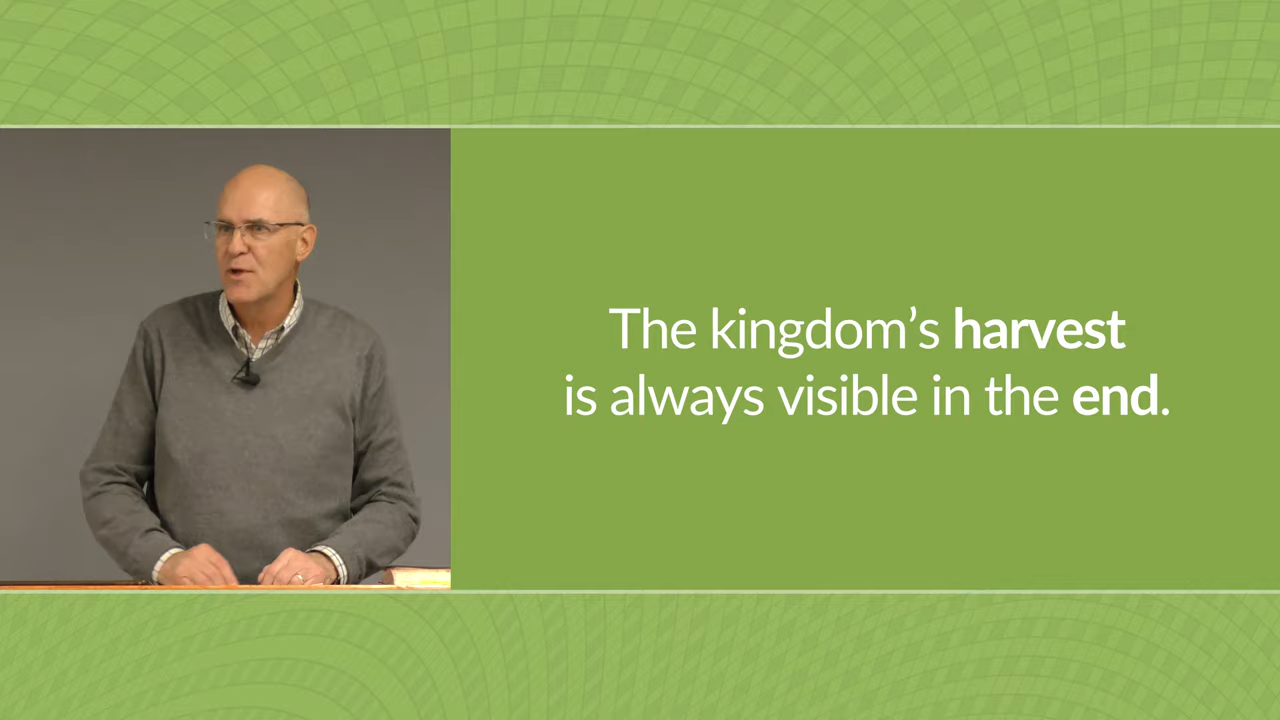 The kingdom’s harvest
is always visible in the end.